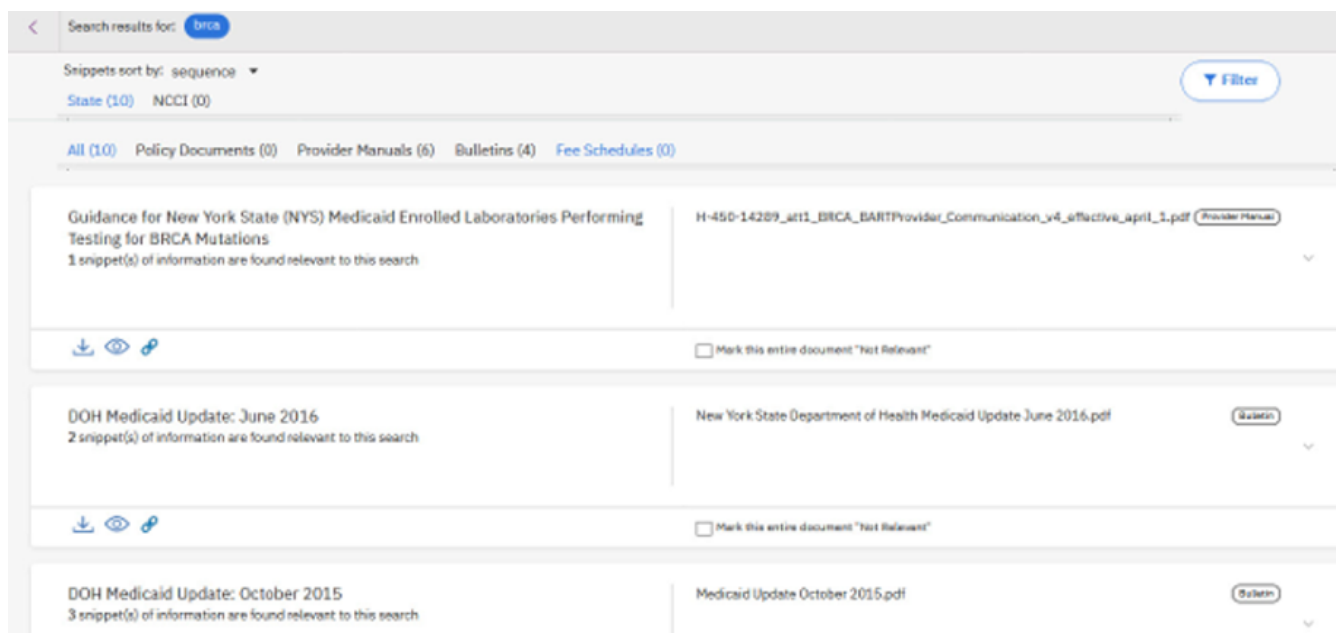 Search results for: brca
Snippets sort by: sequence
Filter
State (10) NCCI (0)
All (10) Policy Documents (0) Provider Manuals (6) Bulletins (4) Fee Schedules (0)
Guidance for New York State (NYS) Medicaid Enrolled Laboratories Performing
Testing for BRCA Mutations
1 snippet(s) of information are found relevant to this search
H-450-14289_att1_BRCA_BARTProvider_Communication_v4_effective_april_1.pdf Provider Manual
Mark this entire document "Not Relevant"
DOH Medicaid Update: June 2016
2 snippet(s) of information are found relevant to this search
New York State Department of Health Medicaid Update June 2016.pdf Bulletin
Mark this entire document "Not Relevant"
DOH Medicaid Update: October 2015
3 snippet(s) of information are found relevant to this search
Medicaid Update October 2015.pdf Bulletin